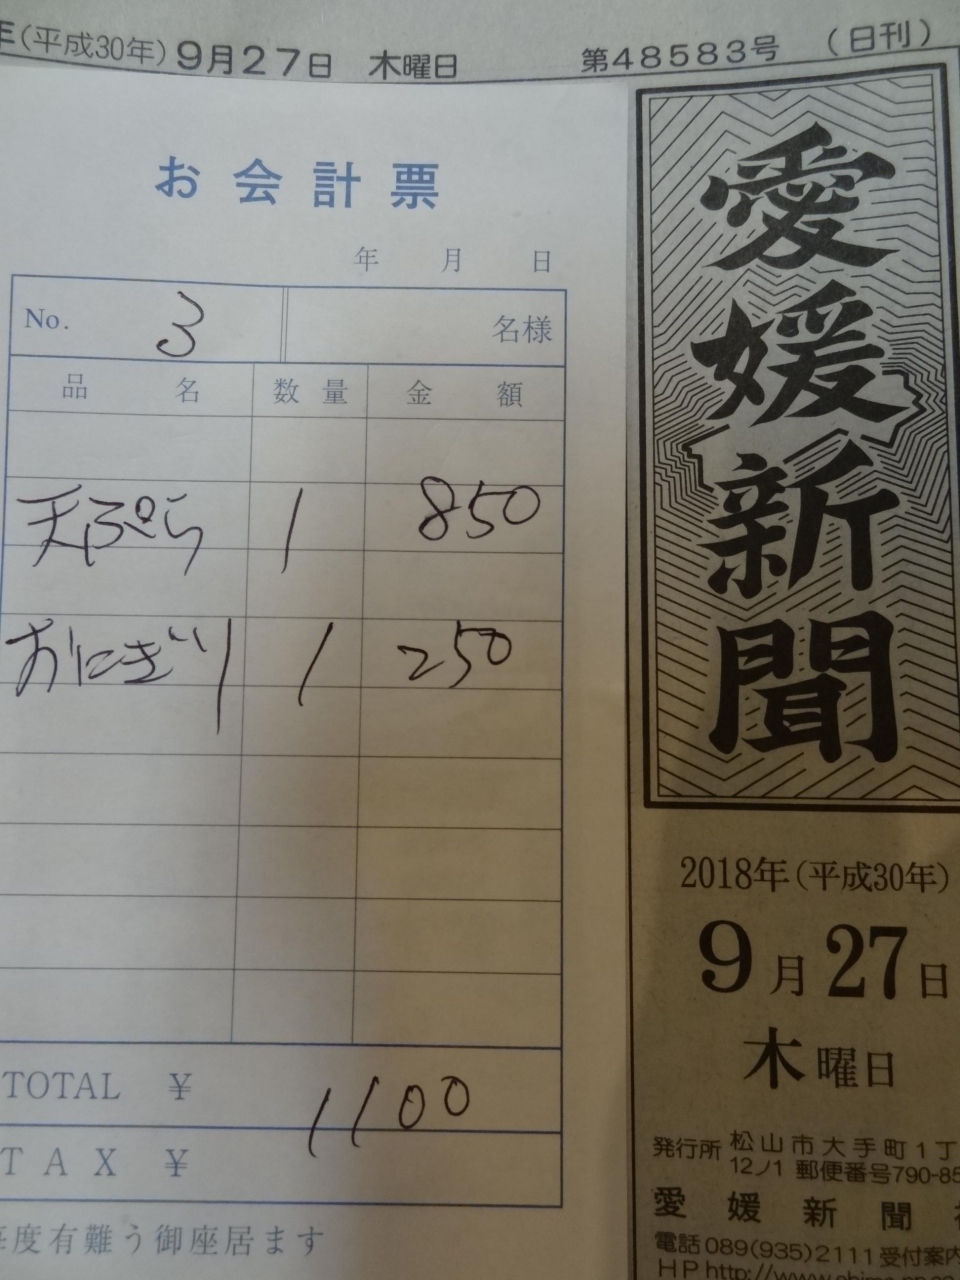 年(平成30年)9月27日 木曜日 第48583号 (日刊)
お会計票
年 月 日
No. 3 名様
品名 数量 金額
天ぷら 1 850
おにぎり 1 250
TOTAL ¥ 1100
TAX ¥
毎度有難う御座居ます
愛媛新聞
2018年(平成30年)
9月27日
木曜日
発行所 松山市大手町1丁
12ノ1 郵便番号790-85
愛媛新聞社
電話089(935)2111受付案内
HP http://www.